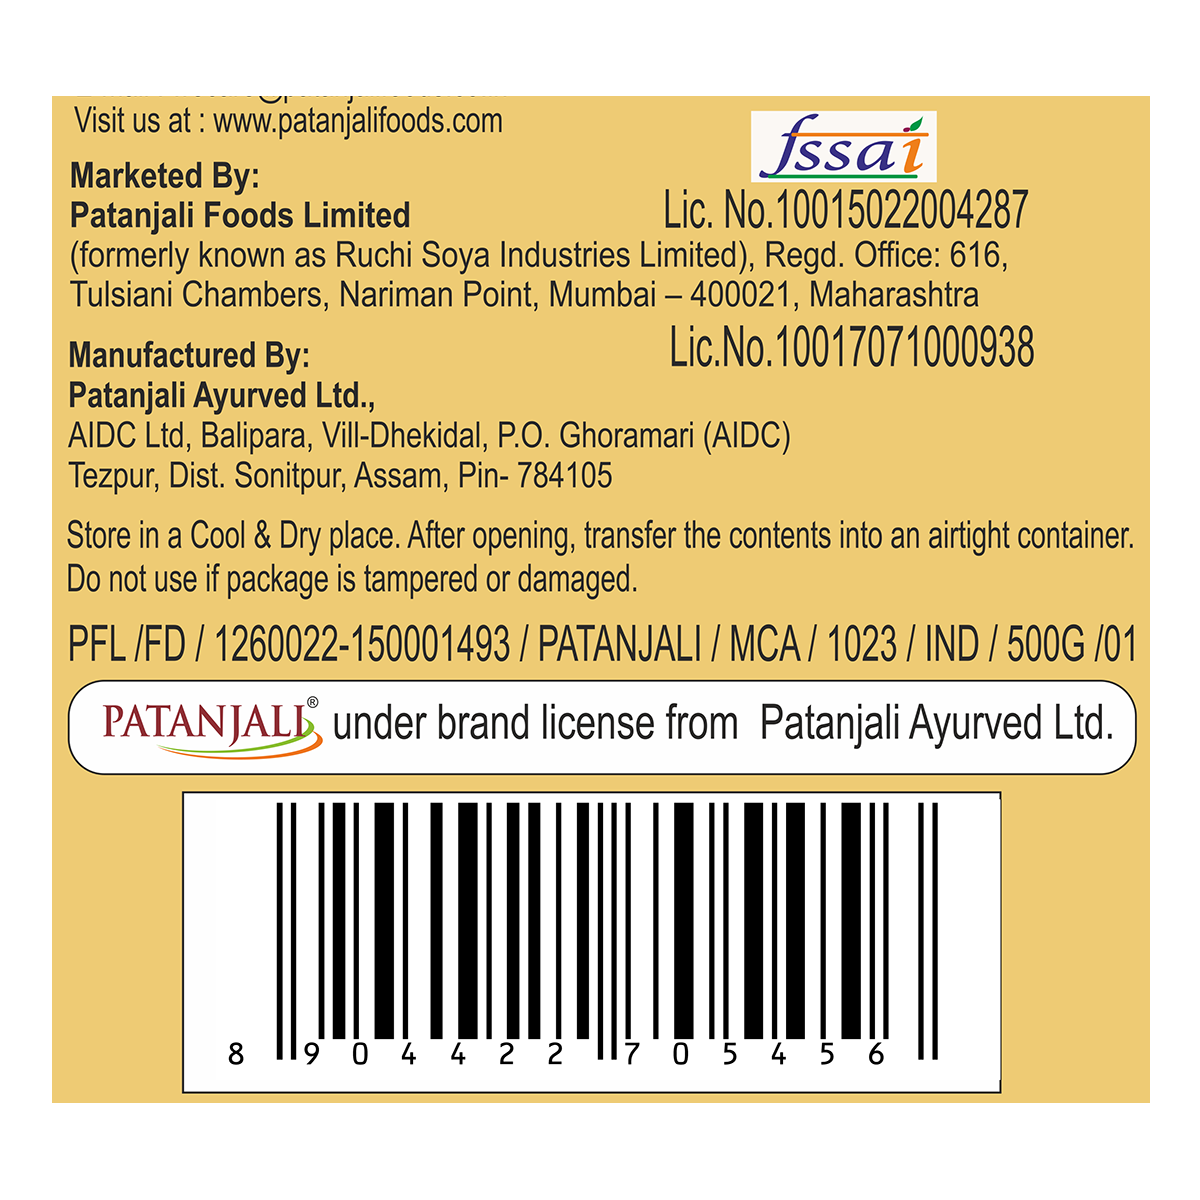 Visit us at : www.patanjalifoods.com
fssai
Marketed By:
Patanjali Foods Limited
Lic. No.10015022004287
(formerly known as Ruchi Soya Industries Limited), Regd. Office: 616,
Tulsiani Chambers, Nariman Point, Mumbai – 400021, Maharashtra
Manufactured By:
Lic.No.10017071000938
Patanjali Ayurved Ltd.,
AIDC Ltd, Balipara, Vill-Dhekidal, P.O. Ghoramari (AIDC)
Tezpur, Dist. Sonitpur, Assam, Pin- 784105
Store in a Cool & Dry place. After opening, transfer the contents into an airtight container.
Do not use if package is tampered or damaged.
PFL /FD / 1260022-150001493 / PATANJALI / MCA / 1023 / IND / 500G /01
PATANJALI® under brand license from Patanjali Ayurved Ltd.
8 904422 705456